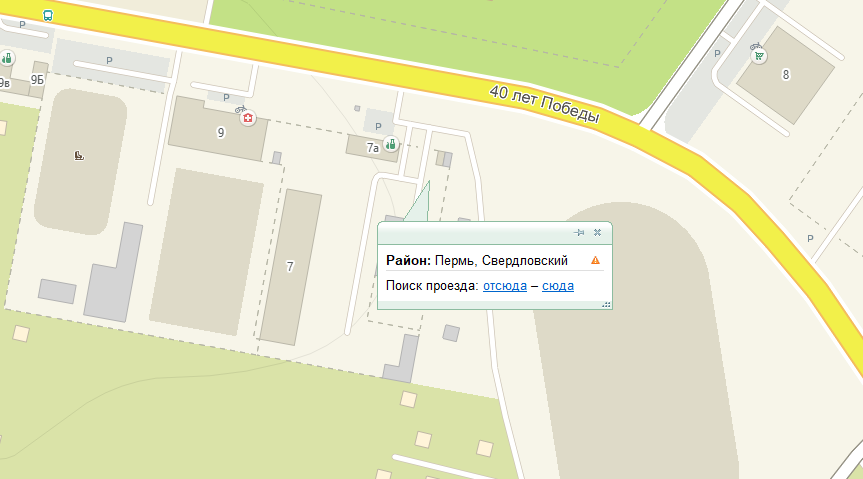 P
P
9в
9Б
P
9
P
7а
40 лет Победы
P
8
P
7
Район: Пермь, Свердловский
Поиск проезда: отсюда – сюда